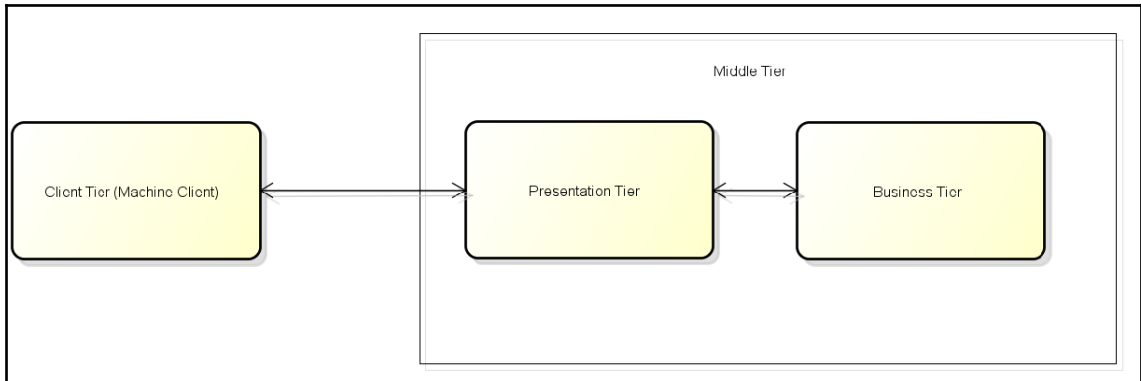 Middle Tier
Client Tier (Machine Client)
Presentation Tier
Business Tier